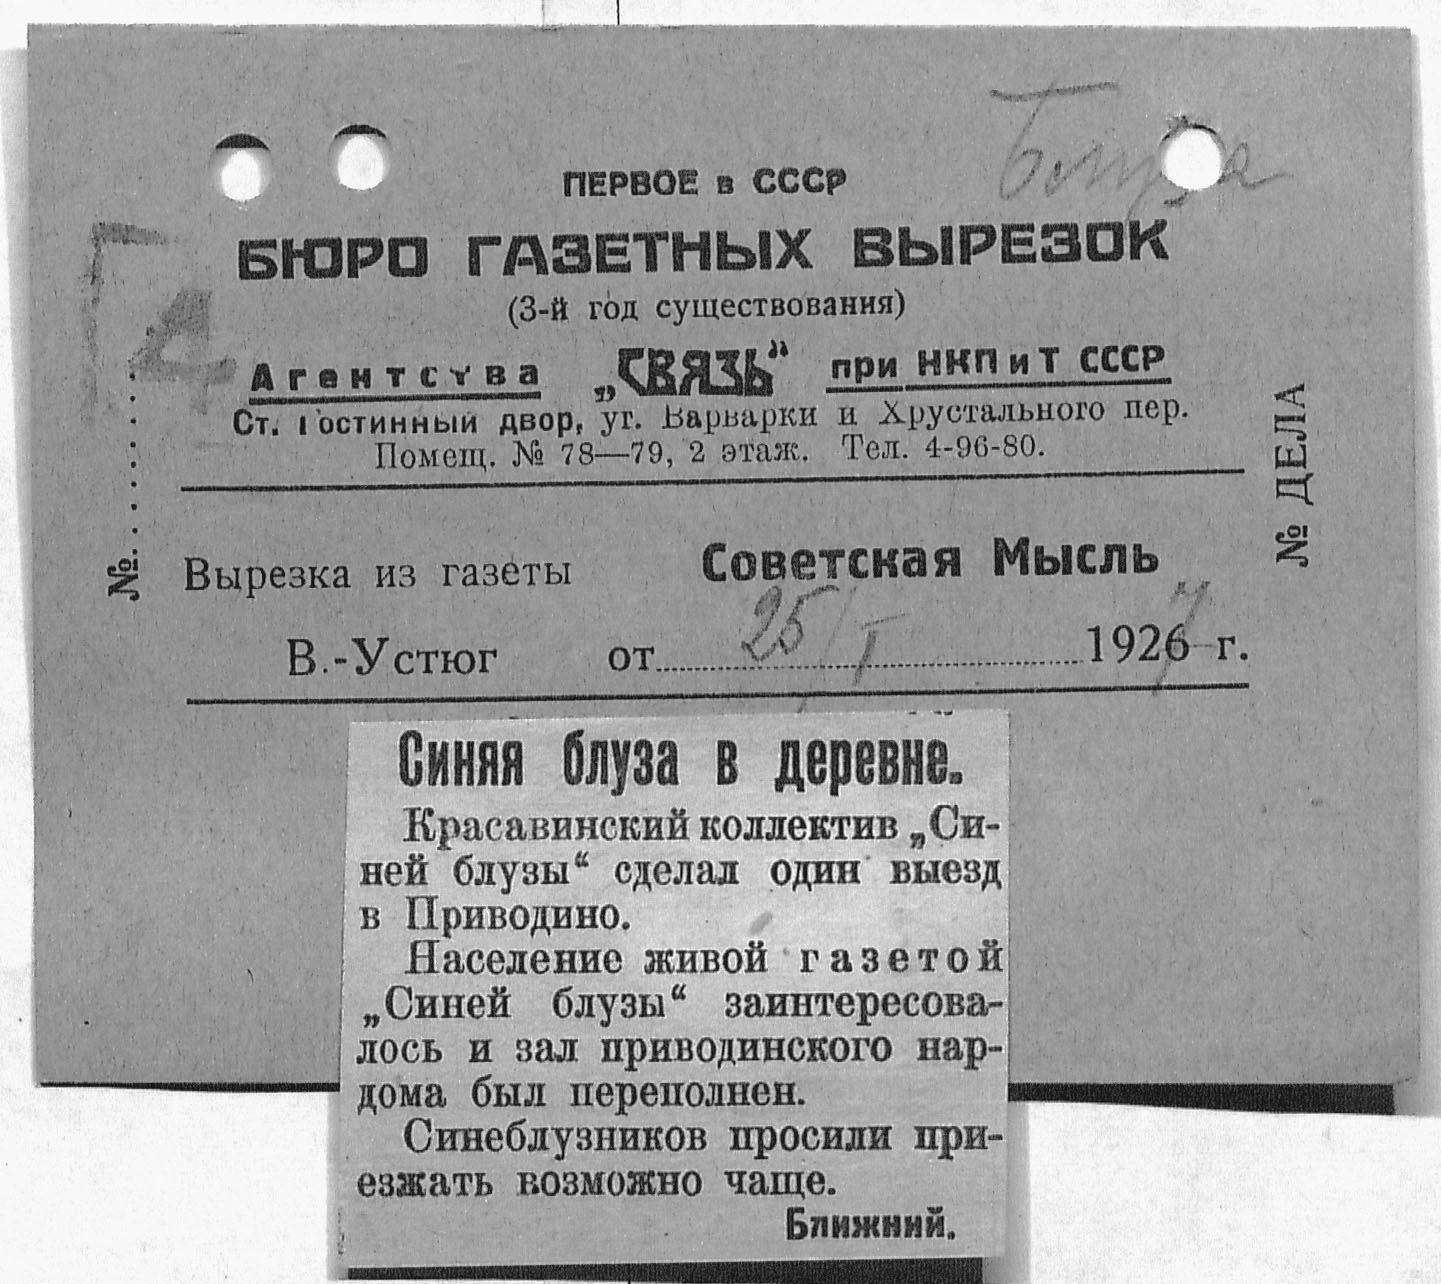 Блуза
ПЕРВОЕ в СССР
БЮРО ГАЗЕТНЫХ ВЫРЕЗОК
(3-й год существования)
Агентства „СВЯЗЬ“ при НКПиТ СССР
Ст. Гостинный двор, уг. Варварки и Хрустального пер.
Помещ. № 78—79, 2 этаж. Тел. 4-96-80.
№.......
№ ДЕЛА
Вырезка из газеты Советская Мысль
В.-Устюг от 25/I 1927 г.
Синяя блуза в деревне.
Красавинский коллектив „Си-
ней блузы“ сделал один выезд
в Приводино.
Население живой газетой
„Синей блузы“ заинтересова-
лось и зал приводинского нар-
дома был переполнен.
Синеблузников просили при-
езжать возможно чаще.
Ближний.